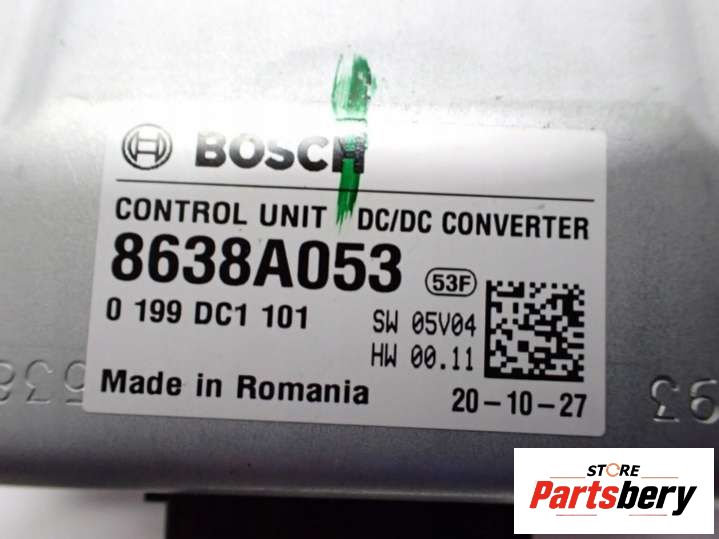 BOSCH
CONTROL UNIT DC/DC CONVERTER
8638A053 53F
0 199 DC1 101
SW 05V04
HW 00.11
Made in Romania
20-10-27
93
STORE
Partsbery